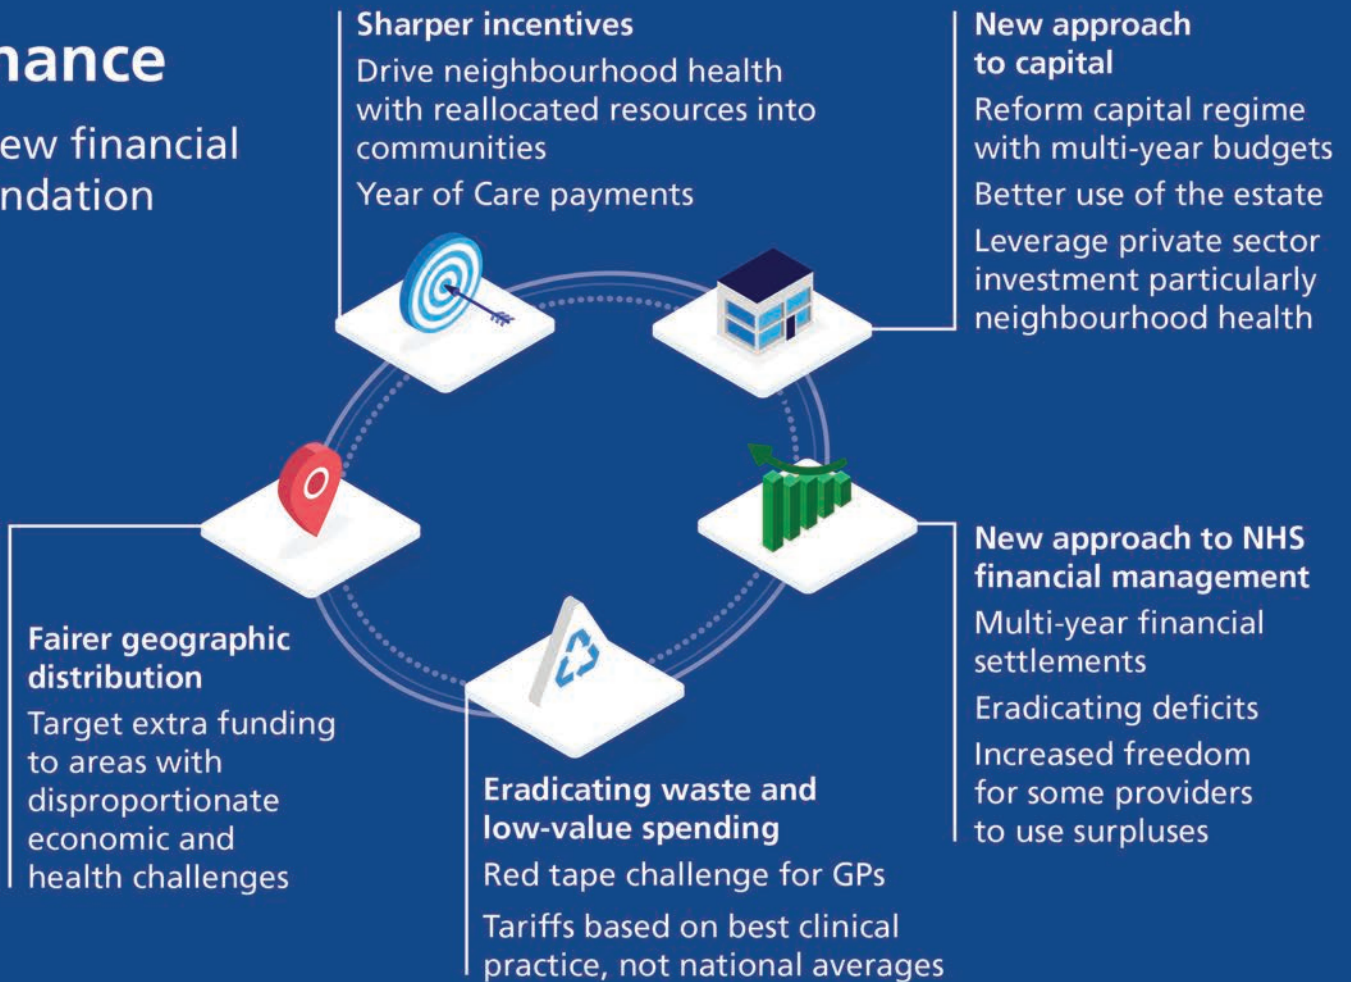 nance
ew financial
ndation
Sharper incentives
Drive neighbourhood health
with reallocated resources into
communities
Year of Care payments
New approach
to capital
Reform capital regime
with multi-year budgets
Better use of the estate
Leverage private sector
investment particularly
neighbourhood health
New approach to NHS
financial management
Multi-year financial
settlements
Eradicating deficits
Increased freedom
for some providers
to use surpluses
Eradicating waste and
low-value spending
Red tape challenge for GPs
Tariffs based on best clinical
practice, not national averages
Fairer geographic
distribution
Target extra funding
to areas with
disproportionate
economic and
health challenges